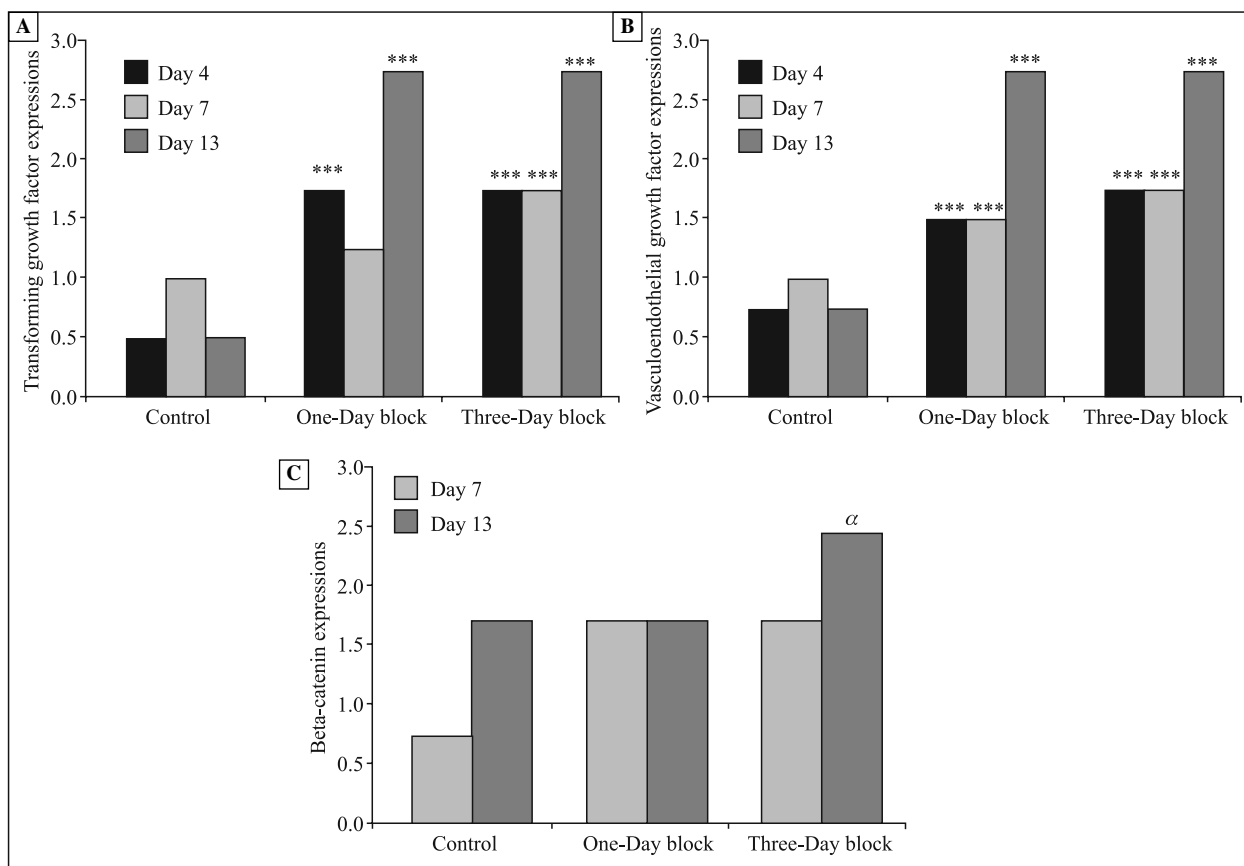 A
Transforming growth factor expressions
3.0
2.5
2.0
1.5
1.0
0.5
0.0
Day 4
Day 7
Day 13
***
***
***
*** ***
Control
One-Day block
Three-Day block
B
Vasculoendothelial growth factor expressions
3.0
2.5
2.0
1.5
1.0
0.5
0.0
Day 4
Day 7
Day 13
***
***
*** ***
*** ***
Control
One-Day block
Three-Day block
C
Beta-catenin expressions
3.0
2.5
2.0
1.5
1.0
0.5
0.0
Day 7
Day 13
α
Control
One-Day block
Three-Day block